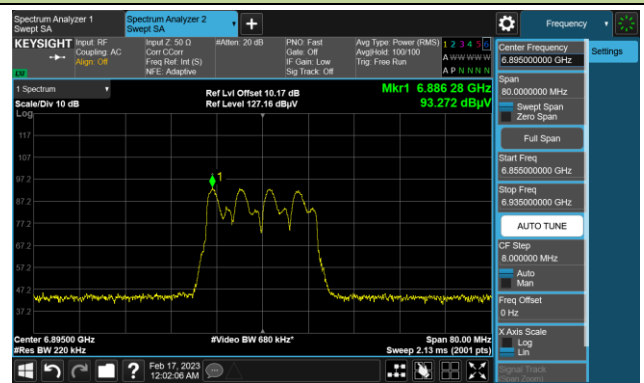 Spectrum Analyzer 1
Swept SA
Spectrum Analyzer 2
Swept SA
Frequency
KEYSIGHT
Input: RF
Coupling: AC
Align: Off
Input Z: 50 Ω
Corr CCorr
Freq Ref: Int (S)
NFE: Adaptive
#Atten: 20 dB
PNO: Fast
Gate: Off
IF Gain: Low
Sig Track: Off
Avg Type: Power (RMS)
Avg|Hold: 100/100
Trig: Free Run
1 2 3 4 5 6
A WW WW W
A P N N N N
LU
1 Spectrum
Scale/Div 10 dB
Log
Ref Lvl Offset 10.17 dB
Ref Level 127.16 dBµV
Mkr1 6.886 28 GHz
93.272 dBµV
117
107
97.2
87.2
77.2
67.2
57.2
47.2
37.2
1
Center 6.89500 GHz
#Res BW 220 kHz
#Video BW 680 kHz*
Span 80.00 MHz
Sweep 2.13 ms (2001 pts)
Center Frequency
6.895000000 GHz
Settings
Span
80.0000000 MHz
Swept Span
Zero Span
Full Span
Start Freq
6.855000000 GHz
Stop Freq
6.935000000 GHz
AUTO TUNE
CF Step
8.000000 MHz
Auto
Man
Freq Offset
0 Hz
X Axis Scale
Log
Lin
Signal Track
(Span Zoom)
Feb 17, 2023
12:02:06 AM